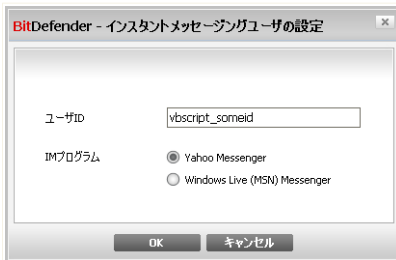 BitDefender - インスタントメッセージングユーザの設定
ユーザID
vbscript_someid
IMプログラム
Yahoo Messenger
Windows Live (MSN) Messenger
OK キャンセル